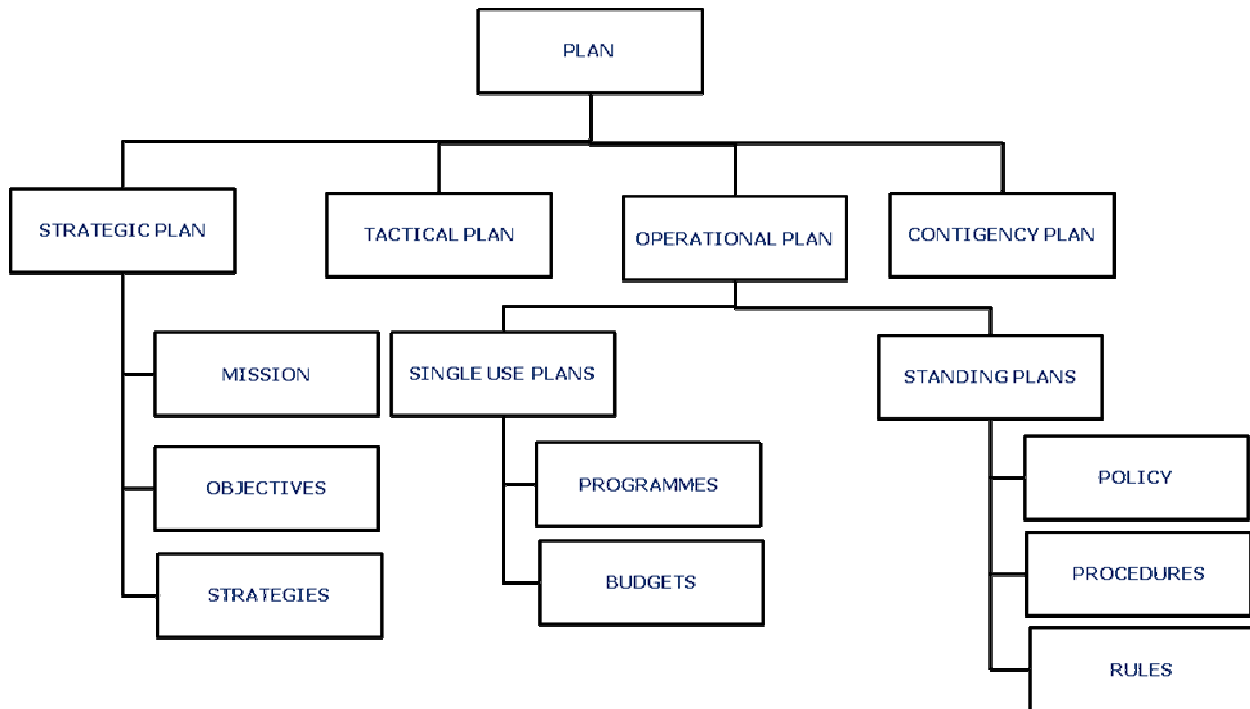 PLAN
STRATEGIC PLAN
TACTICAL PLAN
OPERATIONAL PLAN
CONTIGENCY PLAN
MISSION
SINGLE USE PLANS
STANDING PLANS
OBJECTIVES
PROGRAMMES
POLICY
STRATEGIES
BUDGETS
PROCEDURES
RULES